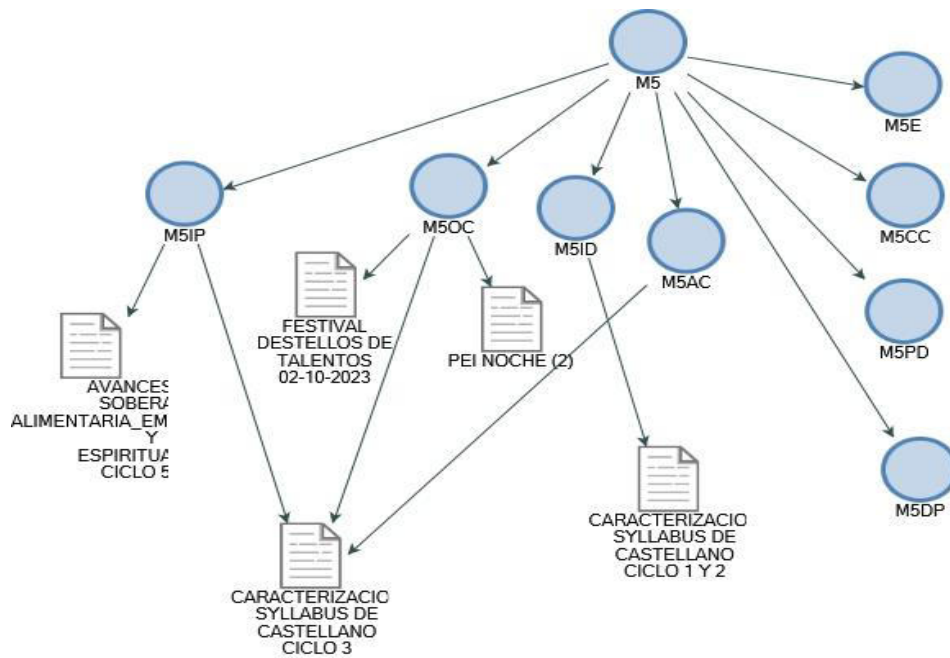 M5
M5E
M5IP
M5OC
M5ID
M5AC
M5CC
M5PD
M5DP
FESTIVAL
DESTELLOS DE
TALENTOS
02-10-2023
PEI NOCHE (2)
AVANCES
SOBERA
ALIMENTARIA_EM
Y
ESPIRITUA
CICLO 5
CARACTERIZACIO
SYLLABUS DE
CASTELLANO
CICLO 1 Y 2
CARACTERIZACIO
SYLLABUS DE
CASTELLANO
CICLO 3